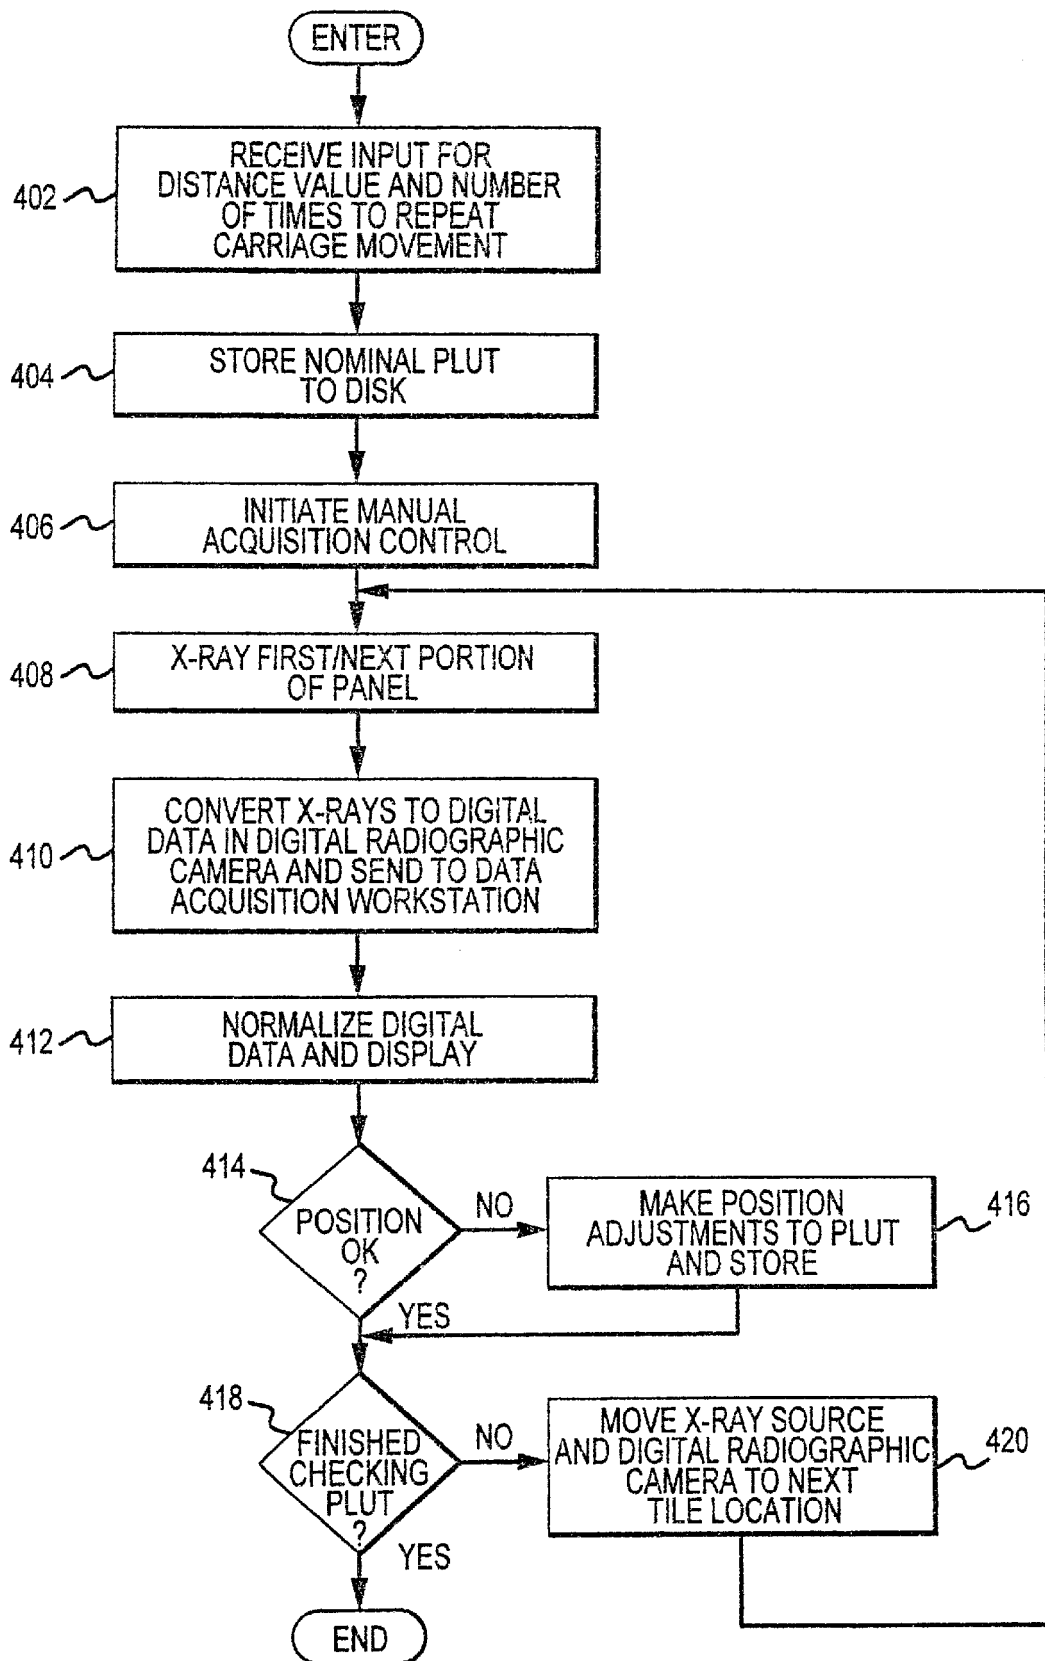 ENTER
402
RECEIVE INPUT FOR
DISTANCE VALUE AND NUMBER
OF TIMES TO REPEAT
CARRIAGE MOVEMENT
404
STORE NOMINAL PLUT
TO DISK
406
INITIATE MANUAL
ACQUISITION CONTROL
408
X-RAY FIRST/NEXT PORTION
OF PANEL
410
CONVERT X-RAYS TO DIGITAL
DATA IN DIGITAL RADIOGRAPHIC
CAMERA AND SEND TO DATA
ACQUISITION WORKSTATION
412
NORMALIZE DIGITAL
DATA AND DISPLAY
414
POSITION
OK
?
NO
YES
MAKE POSITION
ADJUSTMENTS TO PLUT
AND STORE
416
418
FINISHED
CHECKING
PLUT
?
NO
YES
MOVE X-RAY SOURCE
AND DIGITAL RADIOGRAPHIC
CAMERA TO NEXT
TILE LOCATION
420
END